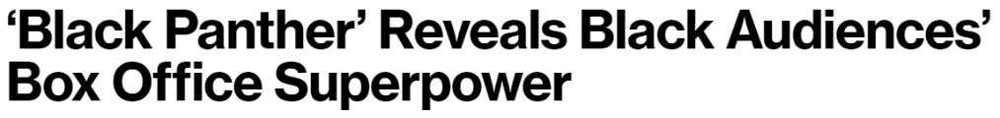 ‘Black Panther’ Reveals Black Audiences’
Box Office Superpower